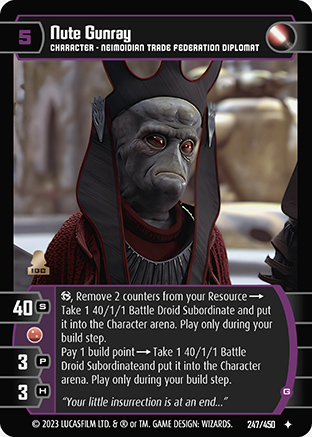 5
Nute Gunray
CHARACTER - NEIMOIDIAN TRADE FEDERATION DIPLOMAT
100
40 S
3 P
3 H
, Remove 2 counters from your Resource →
Take 1 40/1/1 Battle Droid Subordinate and put
it into the Character arena. Play only during your
build step.
Pay 1 build point → Take 1 40/1/1 Battle
Droid Subordinateand put it into the Character
arena. Play only during your build step.
G
"Your little insurrection is at an end..."
© 2023 LUCASFILM LTD. & ® or TM. GAME DESIGN: WIZARDS. 247/450